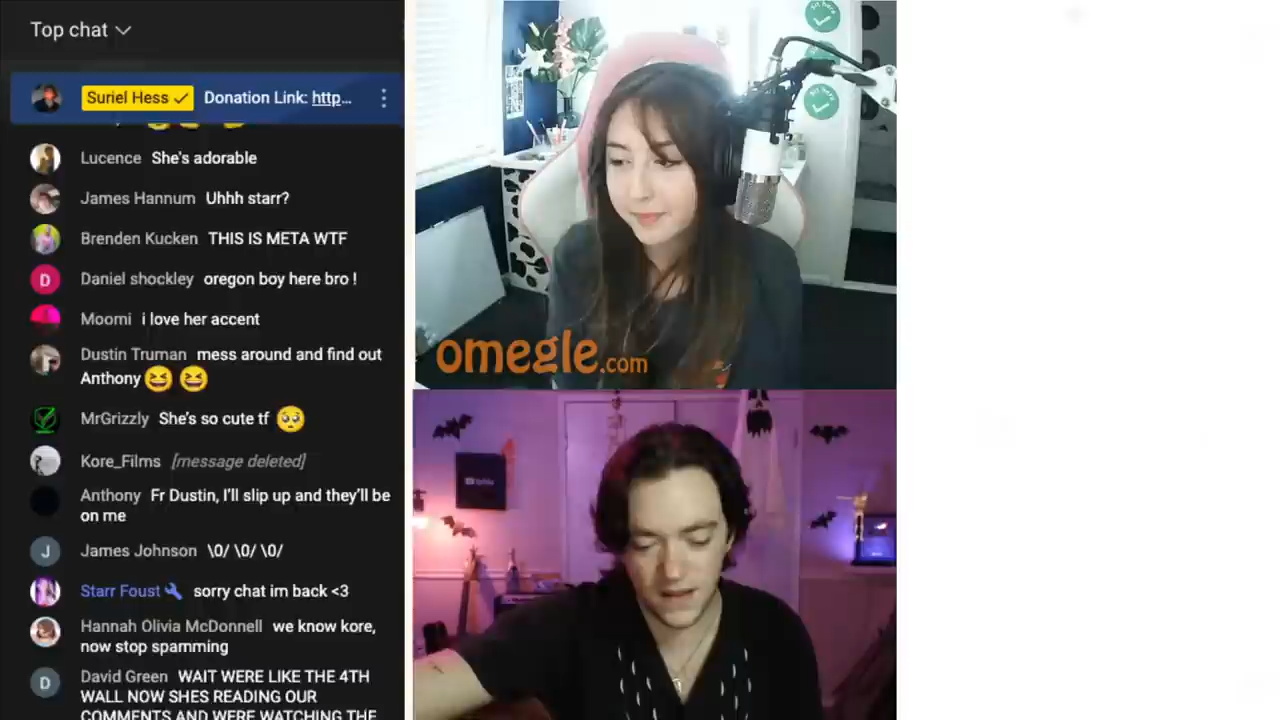 Top chat
Suriel Hess Donation Link: http...
Lucence She's adorable
James Hannum Uhhh starr?
Brenden Kucken THIS IS META WTF
Daniel shockley oregon boy here bro !
Moomi i love her accent
Dustin Truman mess around and find out
Anthony
MrGrizzly She's so cute tf
Kore_Films [message deleted]
Anthony Fr Dustin, I'll slip up and they'll be
on me
James Johnson \0/ \0/ \0/
Starr Foust sorry chat im back <3
Hannah Olivia McDonnell we know kore,
now stop spamming
David Green WAIT WERE LIKE THE 4TH
WALL NOW SHES READING OUR
COMMENTS AND WERE WATCHING THE
sit here
sit here
omegle.com
D
J
D